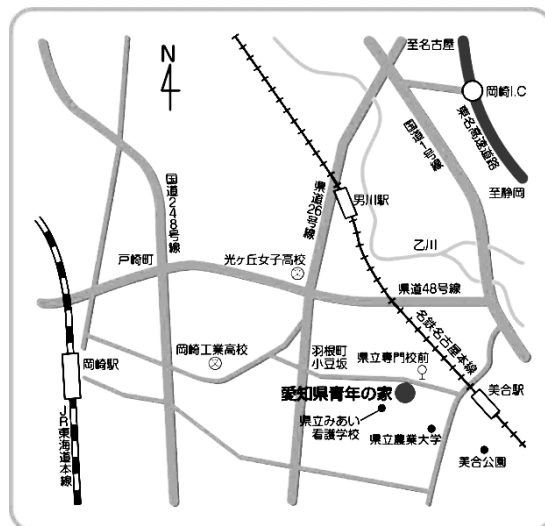 至名古屋
N
岡崎I.C
東名高速道路
国道1号線
至静岡
国道248号線
県道26号線
男川駅
乙川
戸崎町
光ヶ丘女子高校
県道48号線
名鉄名古屋本線
岡崎工業高校
羽根町
小豆坂
県立専門校前
岡崎駅
愛知県青年の家
美合駅
県立みあい
看護学校
県立農業大学
美合公園
JR東海道本線